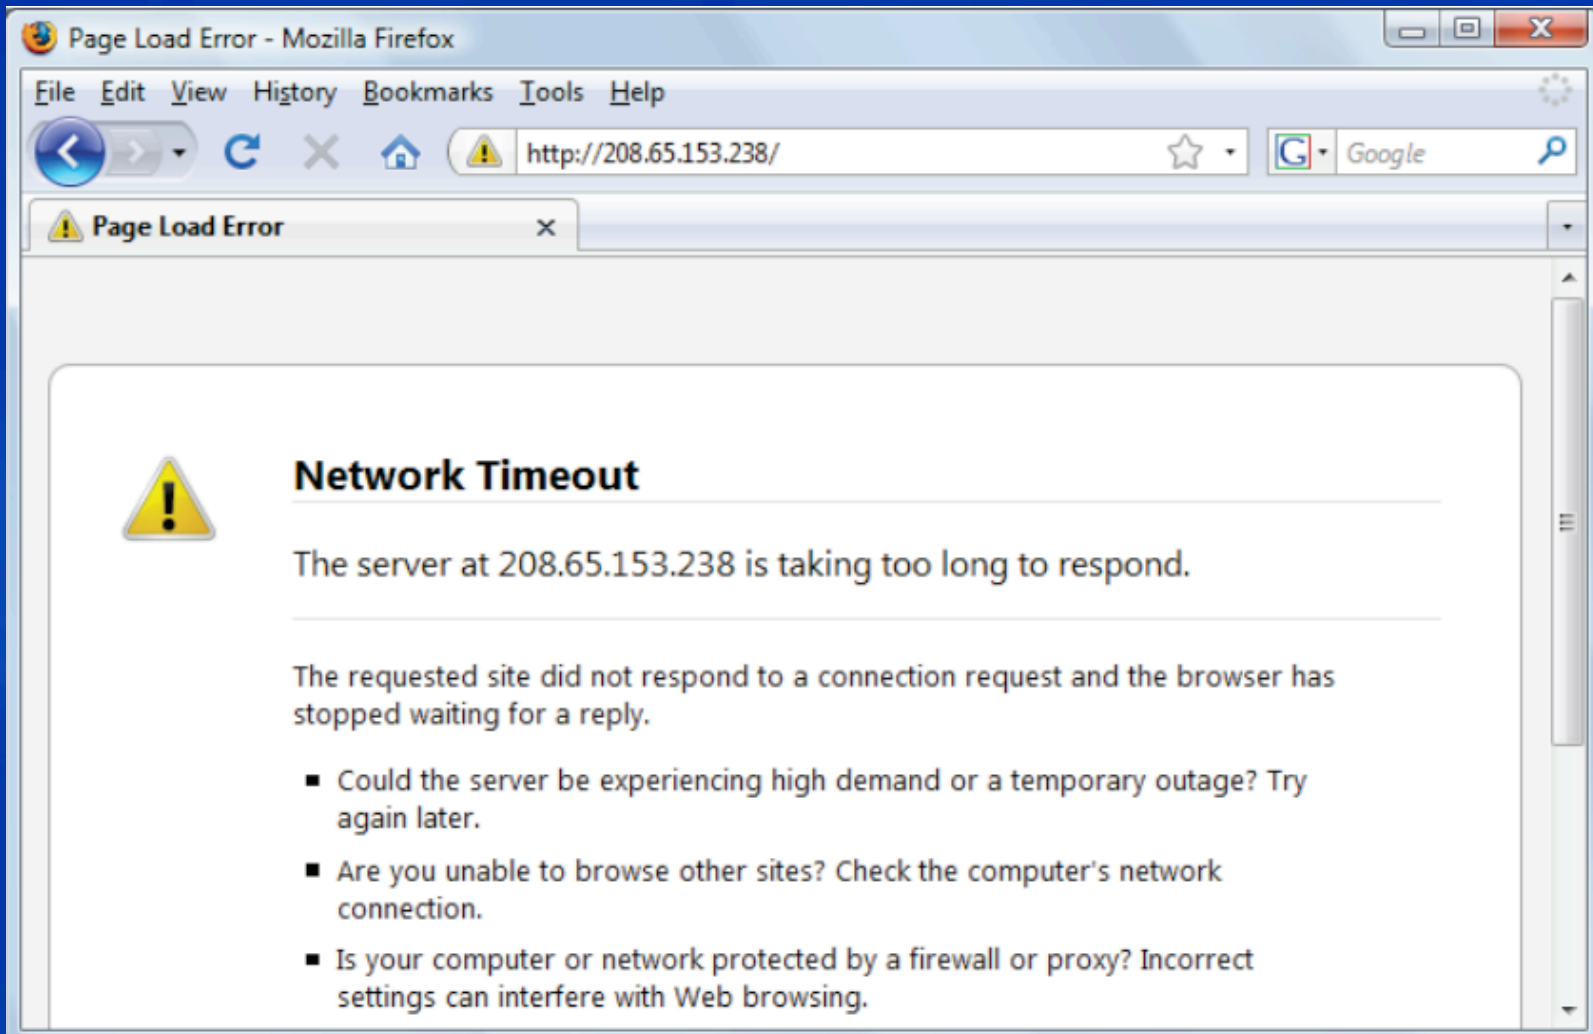 Page Load Error - Mozilla Firefox
File Edit View History Bookmarks Tools Help
http://208.65.153.238/
G Google
Page Load Error
Network Timeout
The server at 208.65.153.238 is taking too long to respond.
The requested site did not respond to a connection request and the browser has
stopped waiting for a reply.
Could the server be experiencing high demand or a temporary outage? Try
again later.
Are you unable to browse other sites? Check the computer's network
connection.
Is your computer or network protected by a firewall or proxy? Incorrect
settings can interfere with Web browsing.